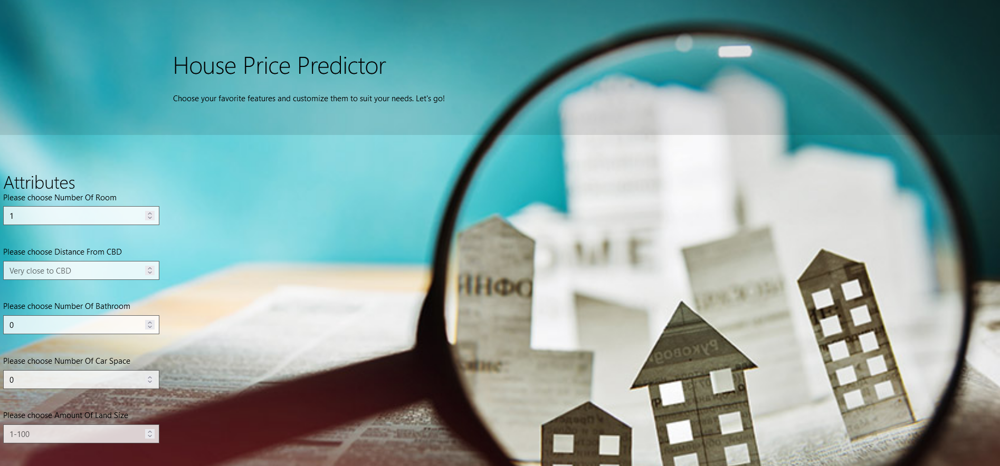 House Price Predictor
Choose your favorite features and customize them to suit your needs. Let's go!
Attributes
Please choose Number Of Room
1
Please choose Distance From CBD
Very close to CBD
Please choose Number Of Bathroom
0
Please choose Number Of Car Space
0
Please choose Amount Of Land Size
1-100
OME
ИНФО